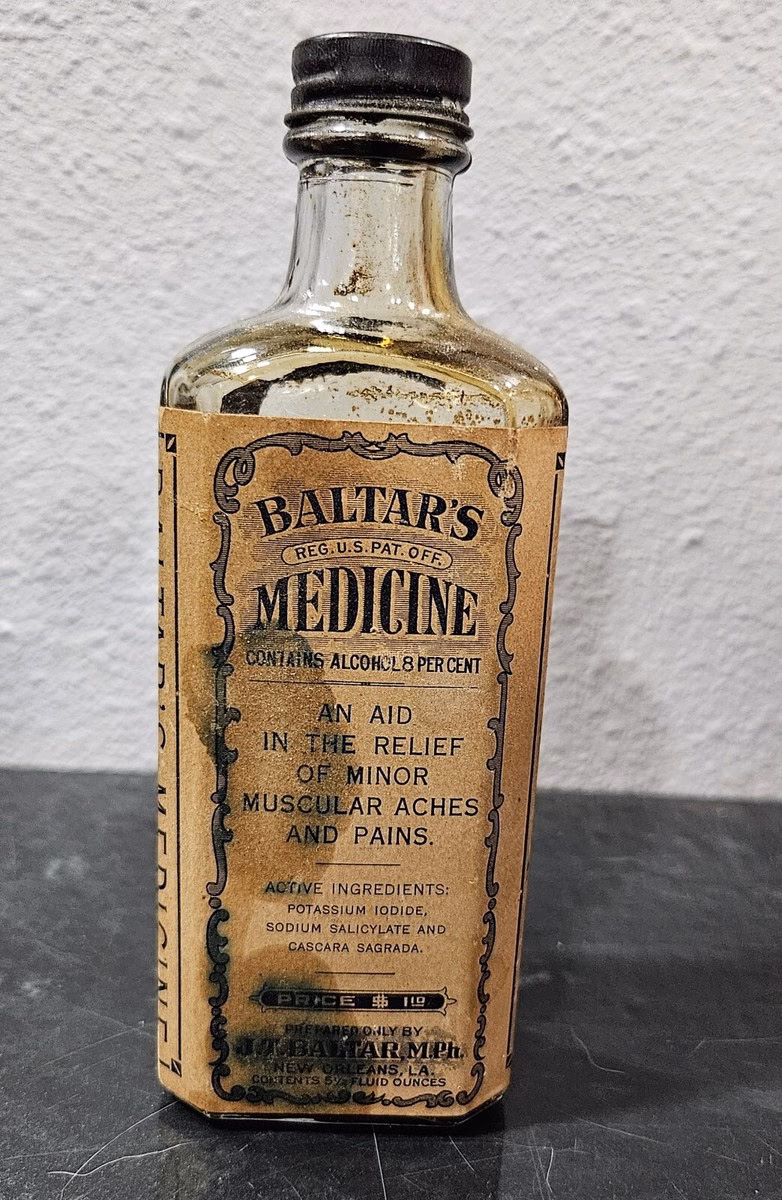 BALTAR'S
REG. U.S. PAT. OFF.
MEDICINE
CONTAINS ALCOHOL 8 PER CENT
AN AID
IN THE RELIEF
OF MINOR
MUSCULAR ACHES
AND PAINS.
ACTIVE INGREDIENTS:
POTASSIUM IODIDE,
SODIUM SALICYLATE AND
CASCARA SAGRADA.
PRICE $ 1.10
PREPARED ONLY BY
J.T. BALTAR, M.Ph.
NEW ORLEANS, LA.
CONTENTS FLUID OUNCES
BALTAR'S MEDICINE